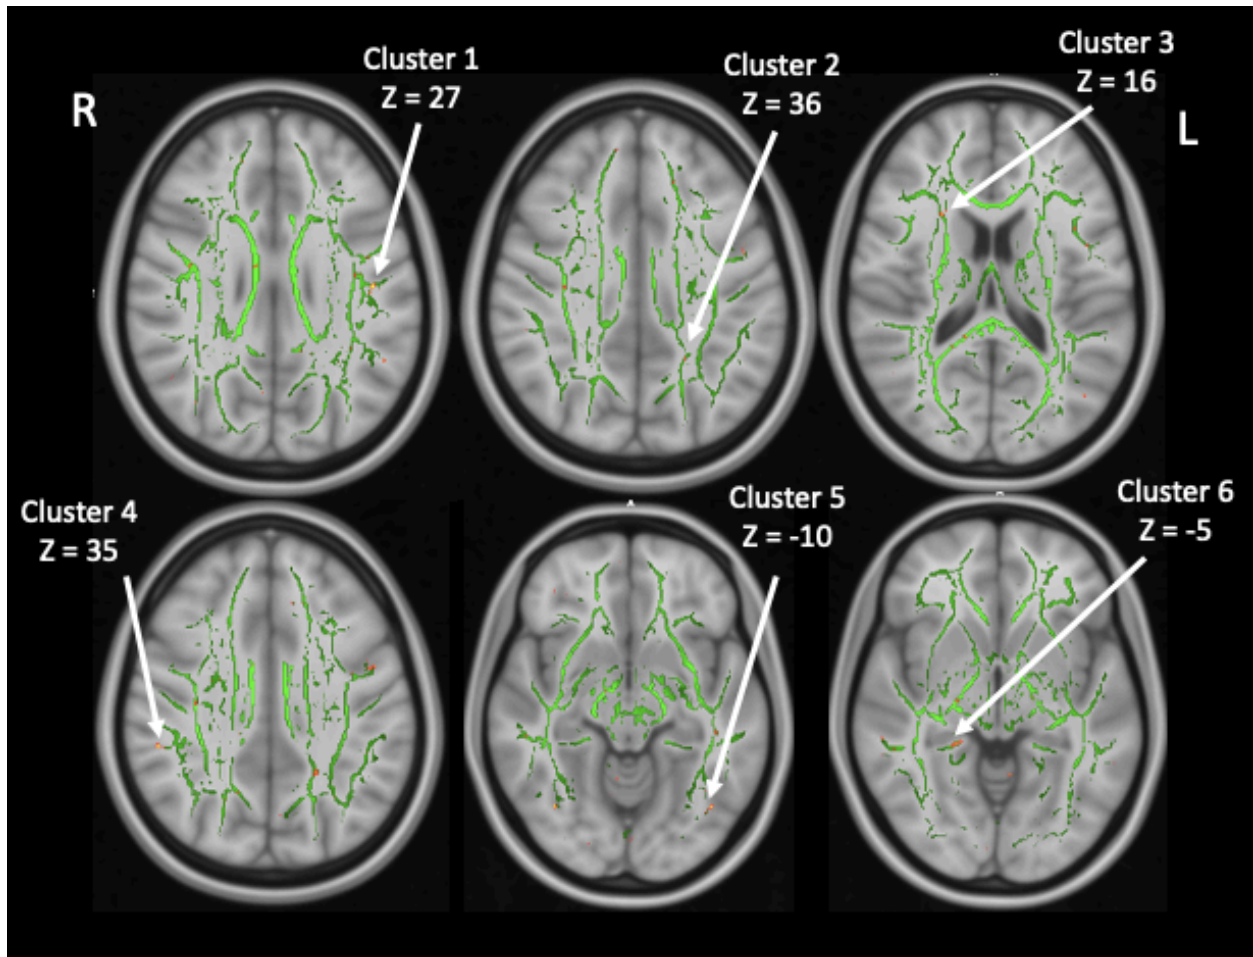 Cluster 1
Z = 27
Cluster 2
Z = 36
Cluster 3
Z = 16
R
L
Cluster 4
Z = 35
Cluster 5
Z = -10
Cluster 6
Z = -5